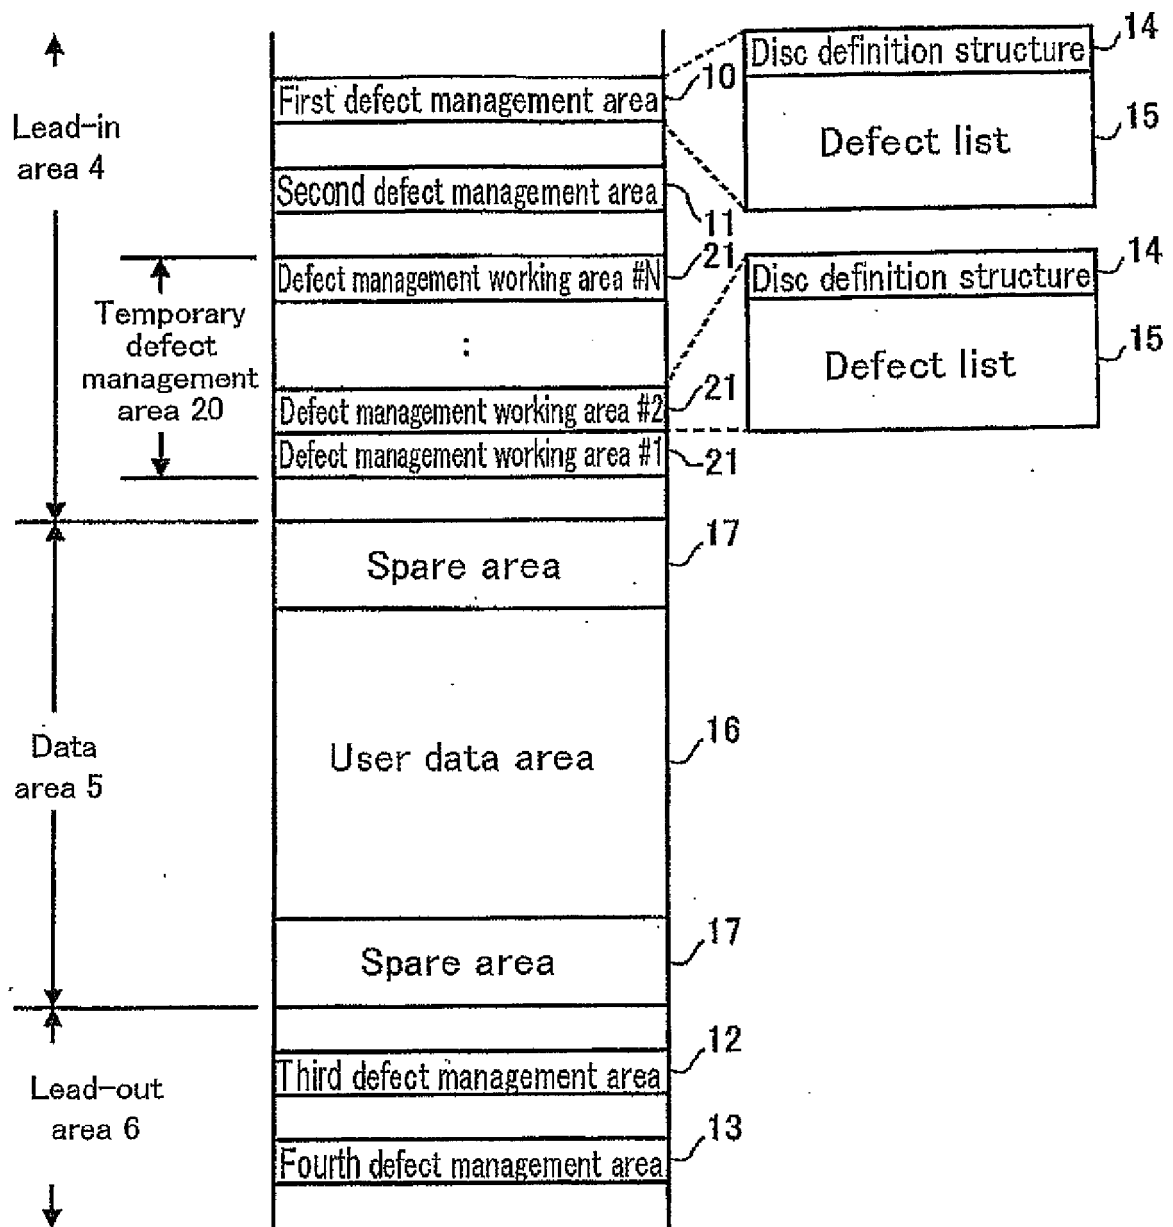 14
Disc definition structure
First defect management area
10
Lead-in
area 4
Defect list
15
Second defect management area
11
Defect management working area #N
21
Disc definition structure
14
Temporary
defect
management
area 20
:
Defect list
15
Defect management working area #2
21
Defect management working area #1
21
Spare area
17
User data area
16
Data
area 5
Spare area
17
Third defect management area
12
Lead-out
area 6
Fourth defect management area
13